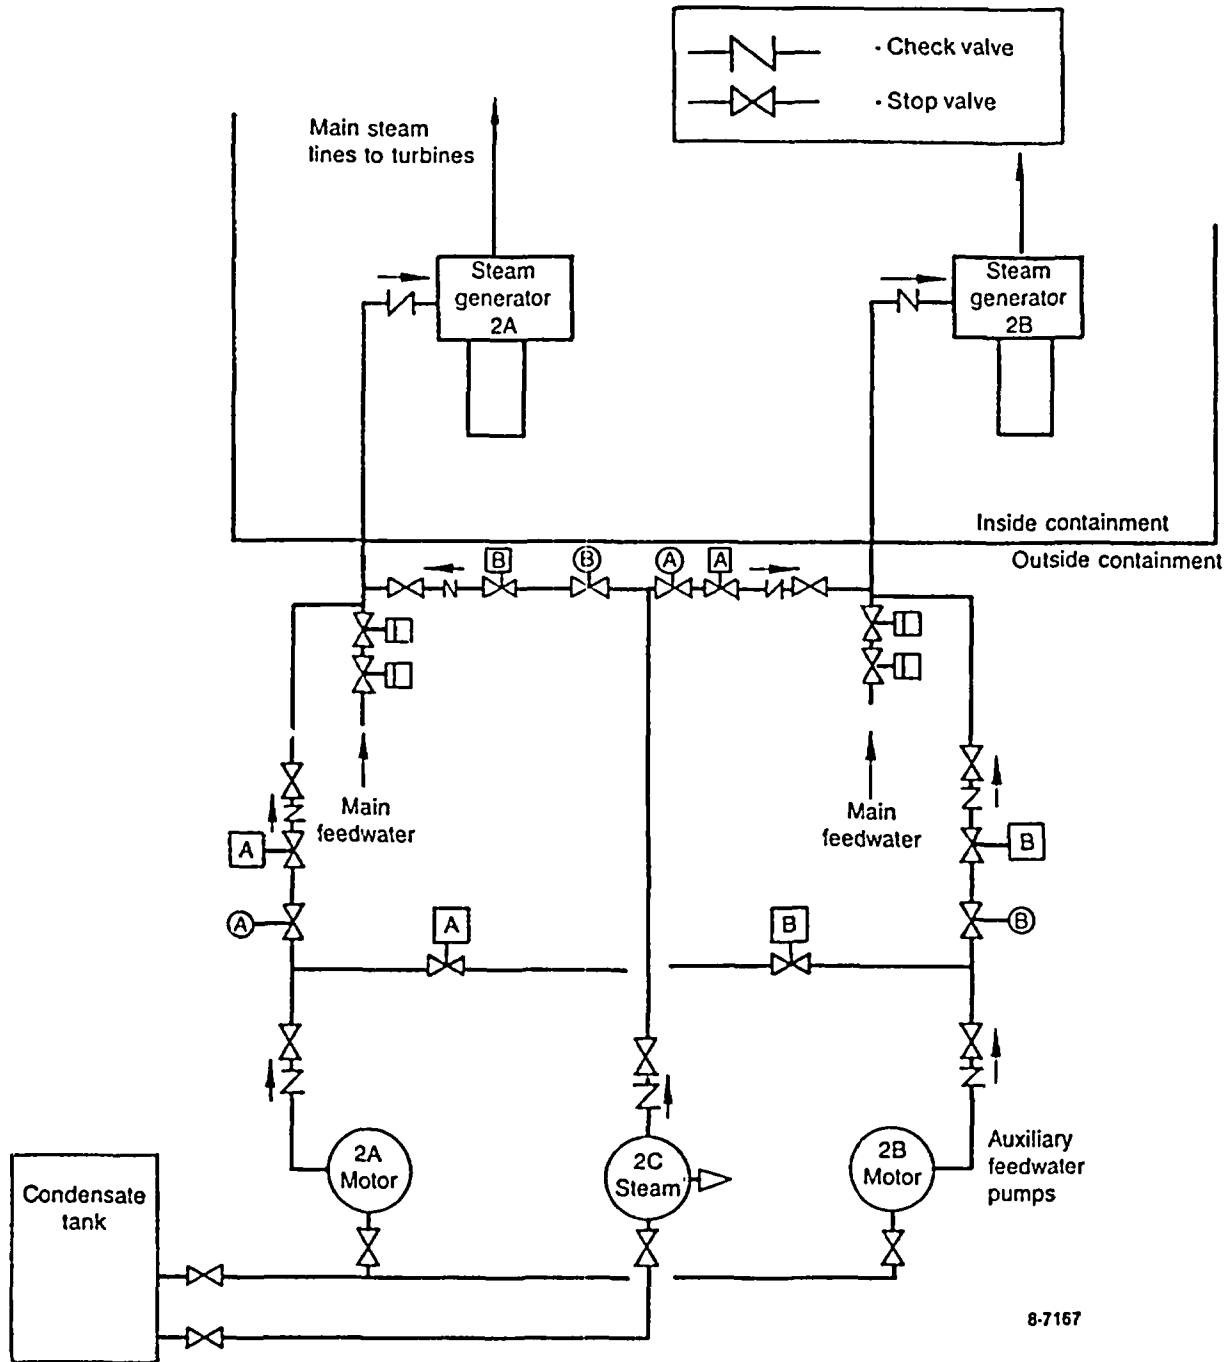 - Check valve
- Stop valve
Main steam
lines to turbines
Steam
generator
2A
Steam
generator
2B
Inside containment
Outside containment
B
B
A
A
Main
feedwater
Main
feedwater
A
B
A
B
A
B
2A
Motor
2C
Steam
2B
Motor
Auxiliary
feedwater
pumps
Condensate
tank
8-7167